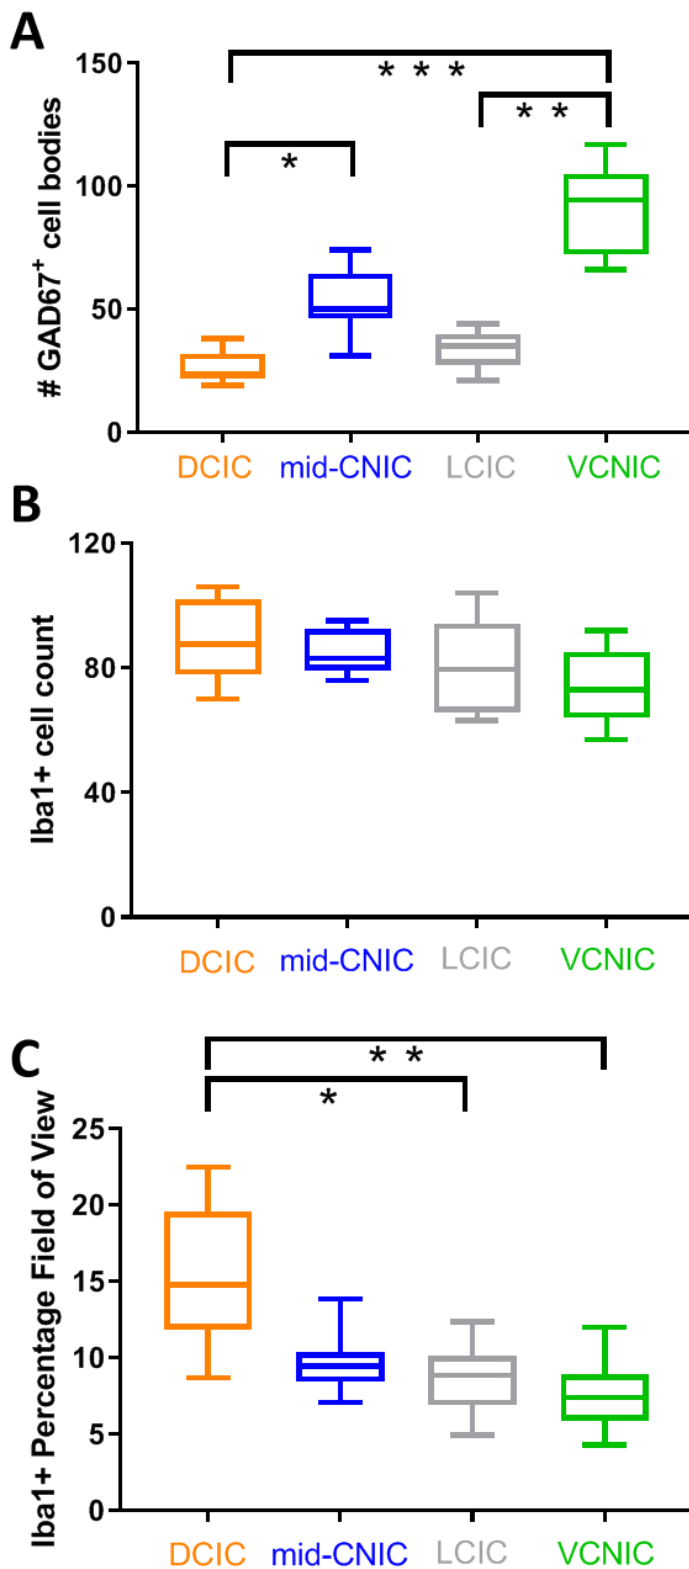 A
# GAD67⁺ cell bodies
150
100
50
0
* * *
* *
*
DCIC mid-CNIC LCIC VCNIC
B
Iba1+ cell count
120
80
40
0
DCIC mid-CNIC LCIC VCNIC
C
Iba1+ Percentage Field of View
* *
*
25
20
15
10
5
0
DCIC mid-CNIC LCIC VCNIC